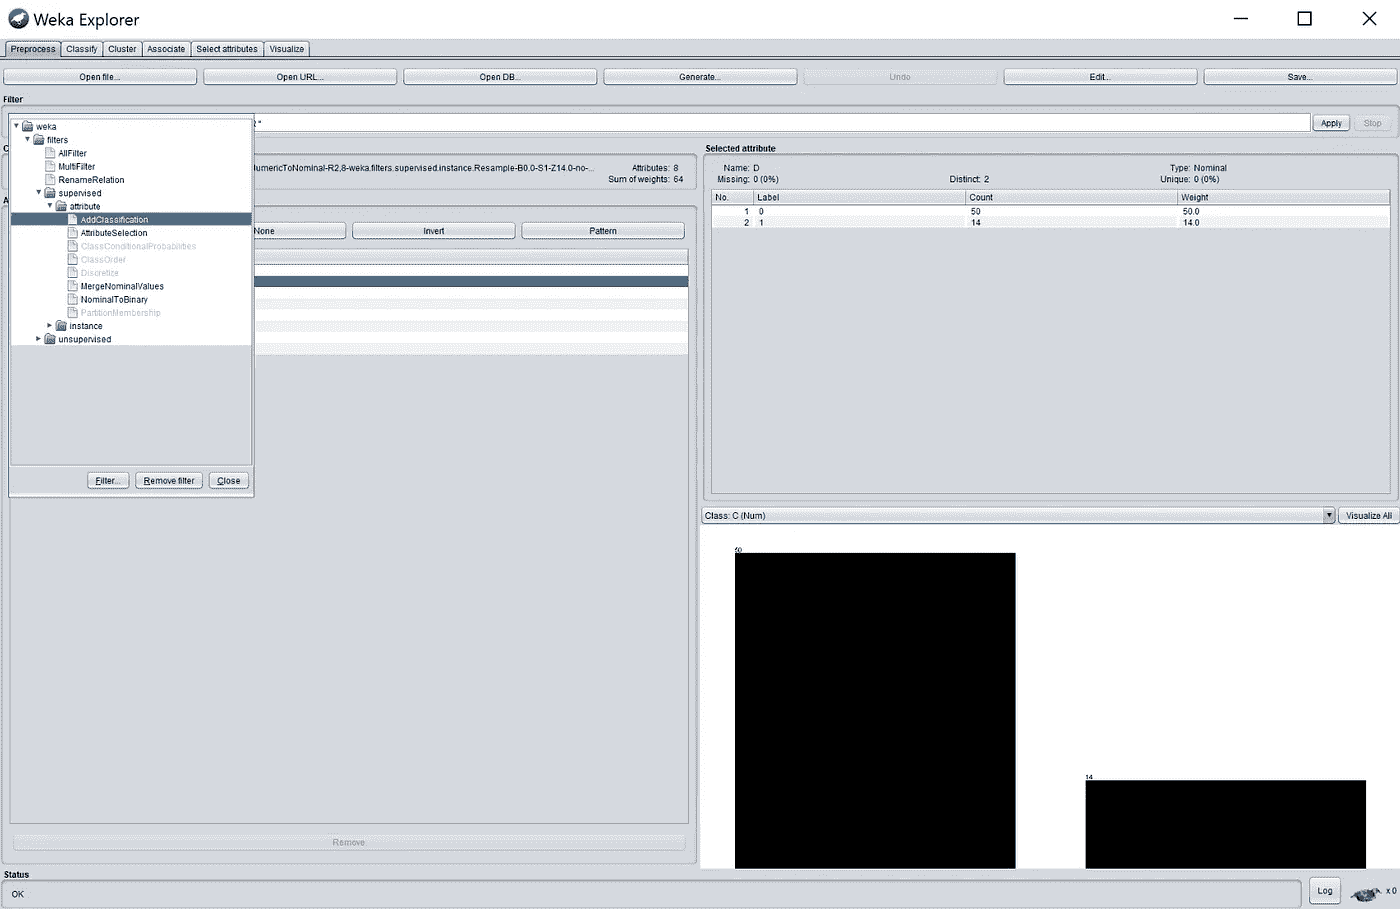 Weka Explorer
Preprocess Classify Cluster Associate Select attributes Visualize
Open file... Open URL... Open DB... Generate... Undo Edit... Save...
Filter
Apply Stop
weka
filters
AllFilter
MultiFilter
RenameRelation
supervised
attribute
AddClassification
AttributeSelection
ClassConditionalProbabilities
ClassOrder
Discretize
MergeNominalValues
NominalToBinary
PartitionMembership
instance
unsupervised
Filter... Remove filter Close
umericToNominal-R2,8-weka.filters.supervised.instance.Resample-B0.0-S1-Z14.0-no-... Attributes: 8
Sum of weights: 64
None Invert Pattern
Remove
Selected attribute
Name: D Type: Nominal
Missing: 0 (0%) Distinct: 2 Unique: 0 (0%)
No. Label Count Weight
1 0 50 50.0
2 1 14 14.0
Class: C (Num) Visualize All
50
14
Status
OK
Log x 0